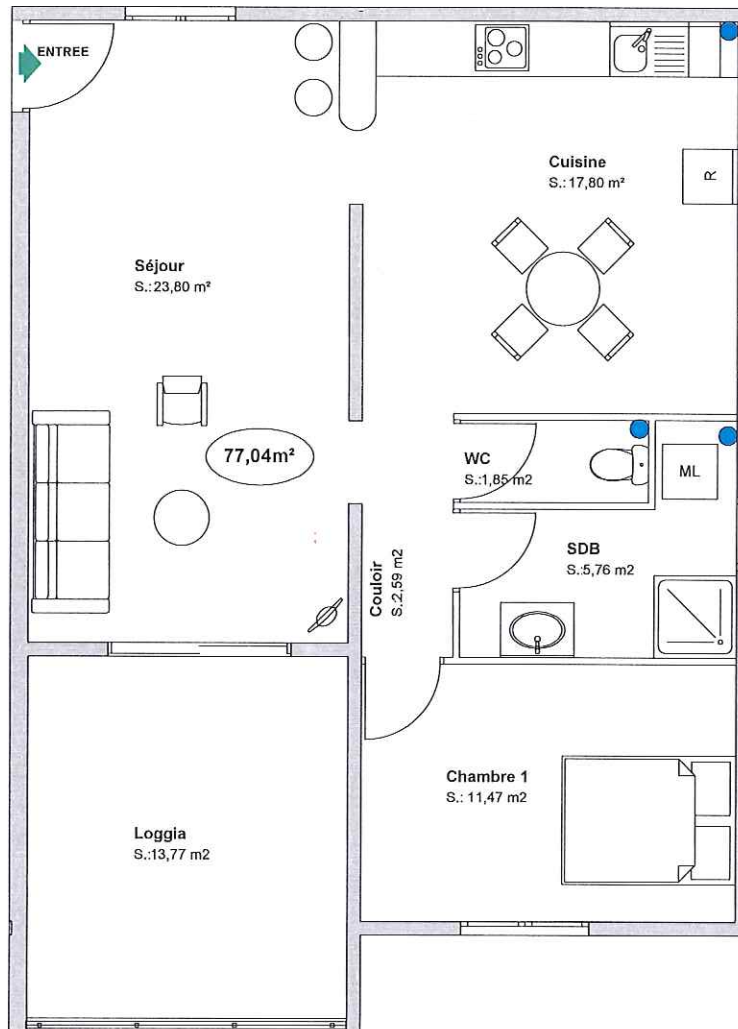 ENTREE
Cuisine
S.:17,80 m²
R
Séjour
S.:23,80 m²
77,04m²
WC
S.:1,85 m2
ML
SDB
S.:5,76 m2
Couloir
S.:2,59 m2
Chambre 1
S.: 11,47 m2
Loggia
S.:13,77 m2